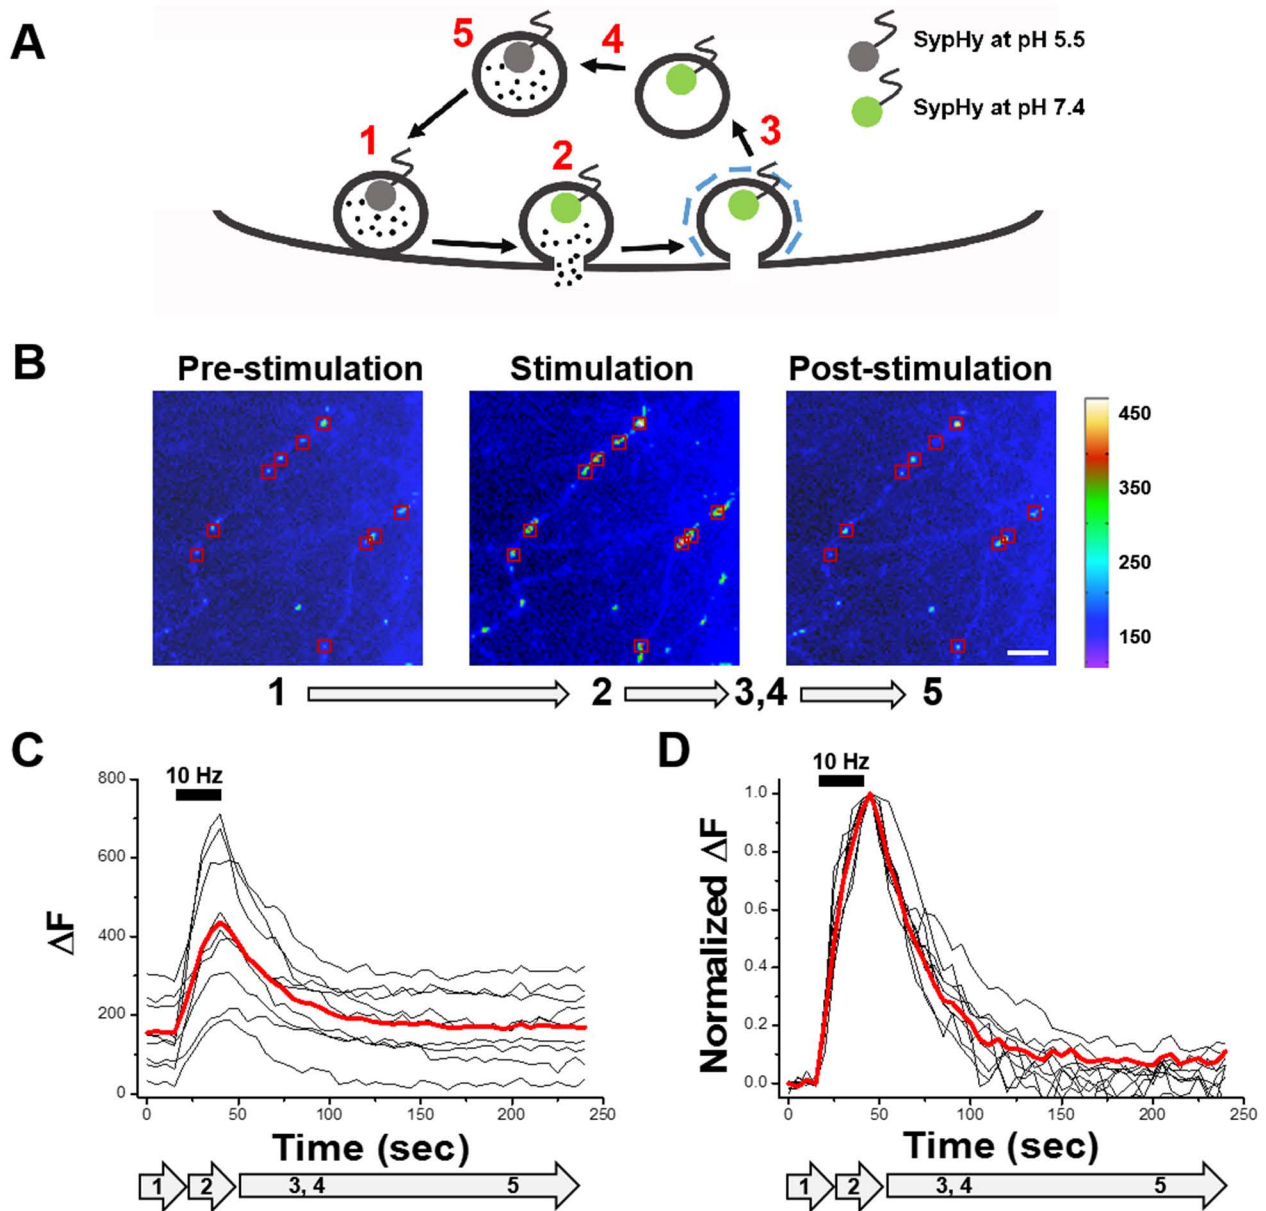 A
5
4
SypHy at pH 5.5
SypHy at pH 7.4
1
2
3
B
Pre-stimulation
Stimulation
Post-stimulation
450
350
250
150
1
2
3,4
5
C
800
10 Hz
600
400
200
0
ΔF
0
50
100
150
200
250
Time (sec)
1
2
3, 4
5
D
10 Hz
1.0
0.8
0.6
0.4
0.2
0.0
Normalized ΔF
0
50
100
150
200
250
Time (sec)
1
2
3, 4
5